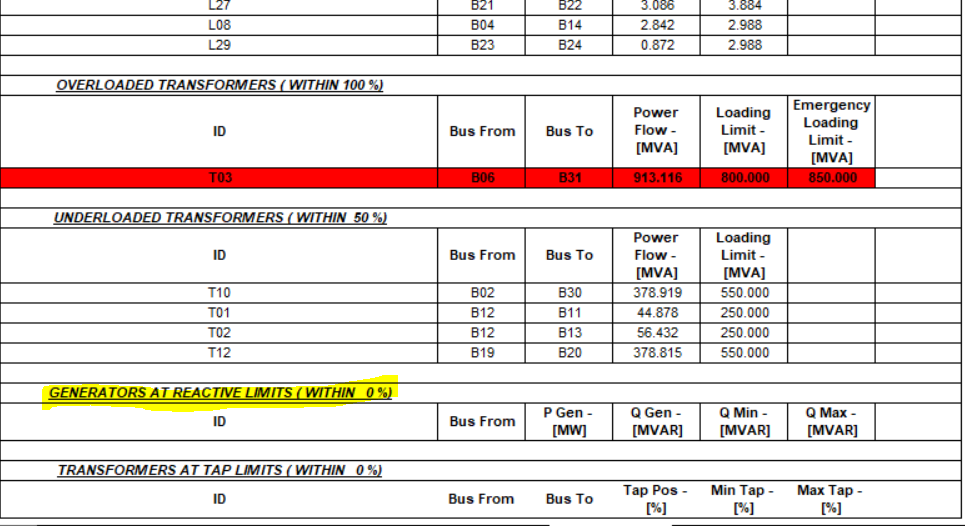 L27 B21 B22 3.086 3.884
L08 B04 B14 2.842 2.988
L29 B23 B24 0.872 2.988
OVERLOADED TRANSFORMERS ( WITHIN 100 %)
ID Bus From Bus To Power Flow - [MVA] Loading Limit - [MVA] Emergency Loading Limit - [MVA]
T03 B06 B31 913.116 800.000 850.000
UNDERLOADED TRANSFORMERS ( WITHIN 50 %)
ID Bus From Bus To Power Flow - [MVA] Loading Limit - [MVA]
T10 B02 B30 378.919 550.000
T01 B12 B11 44.878 250.000
T02 B12 B13 56.432 250.000
T12 B19 B20 378.815 550.000
GENERATORS AT REACTIVE LIMITS ( WITHIN 0 %)
ID Bus From P Gen - [MW] Q Gen - [MVAR] Q Min - [MVAR] Q Max - [MVAR]
TRANSFORMERS AT TAP LIMITS ( WITHIN 0 %)
ID Bus From Bus To Tap Pos - [%] Min Tap - [%] Max Tap - [%]